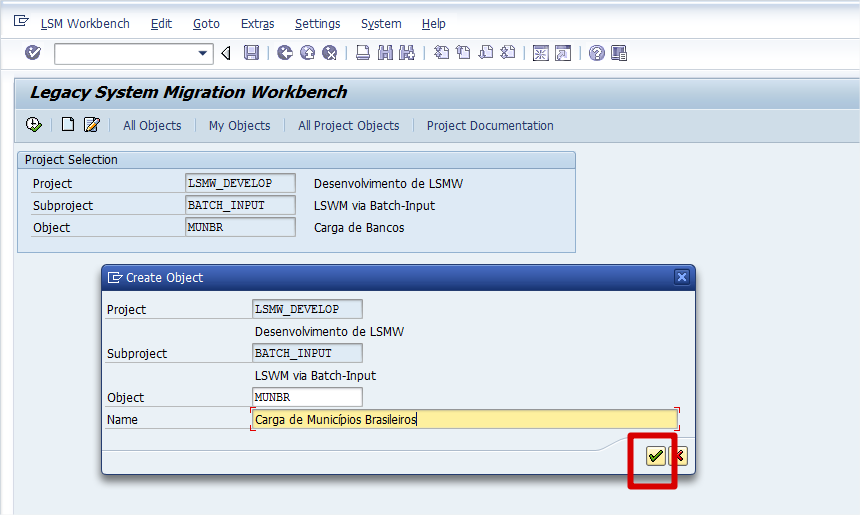 LSM Workbench Edit Goto Extras Settings System Help
Legacy System Migration Workbench
All Objects My Objects All Project Objects Project Documentation
Project Selection
Project LSMW_DEVELOP Desenvolvimento de LSMW
Subproject BATCH_INPUT LSWM via Batch-Input
Object MUNBR Carga de Bancos
Create Object
Project LSMW_DEVELOP
Desenvolvimento de LSMW
Subproject BATCH_INPUT
LSWM via Batch-Input
Object MUNBR
Name Carga de Municípios Brasileiros